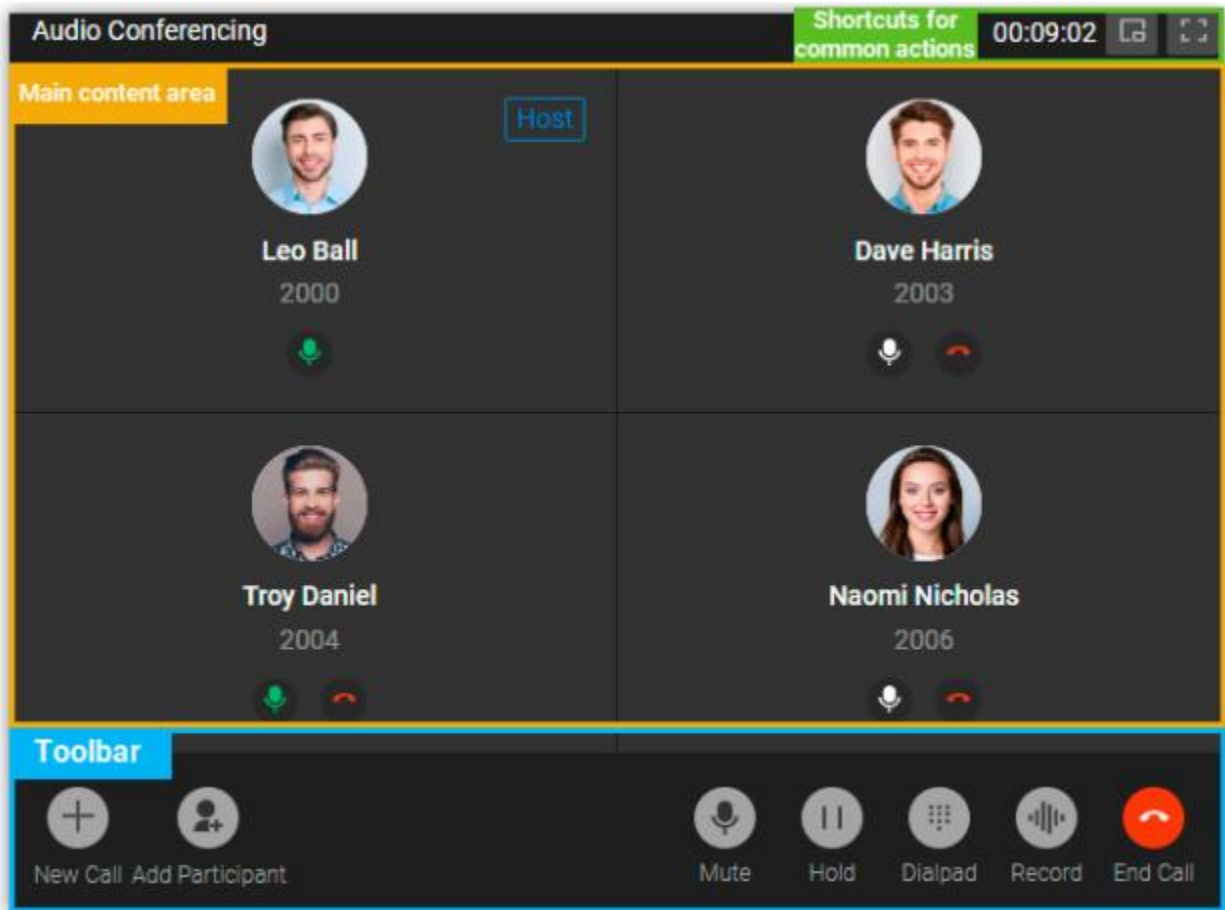 Audio Conferencing
Shortcuts for
common actions
00:09:02
Main content area
Host
Leo Ball
2000
Dave Harris
2003
Troy Daniel
2004
Naomi Nicholas
2006
Toolbar
New Call Add Participant Mute Hold Dialpad Record End Call